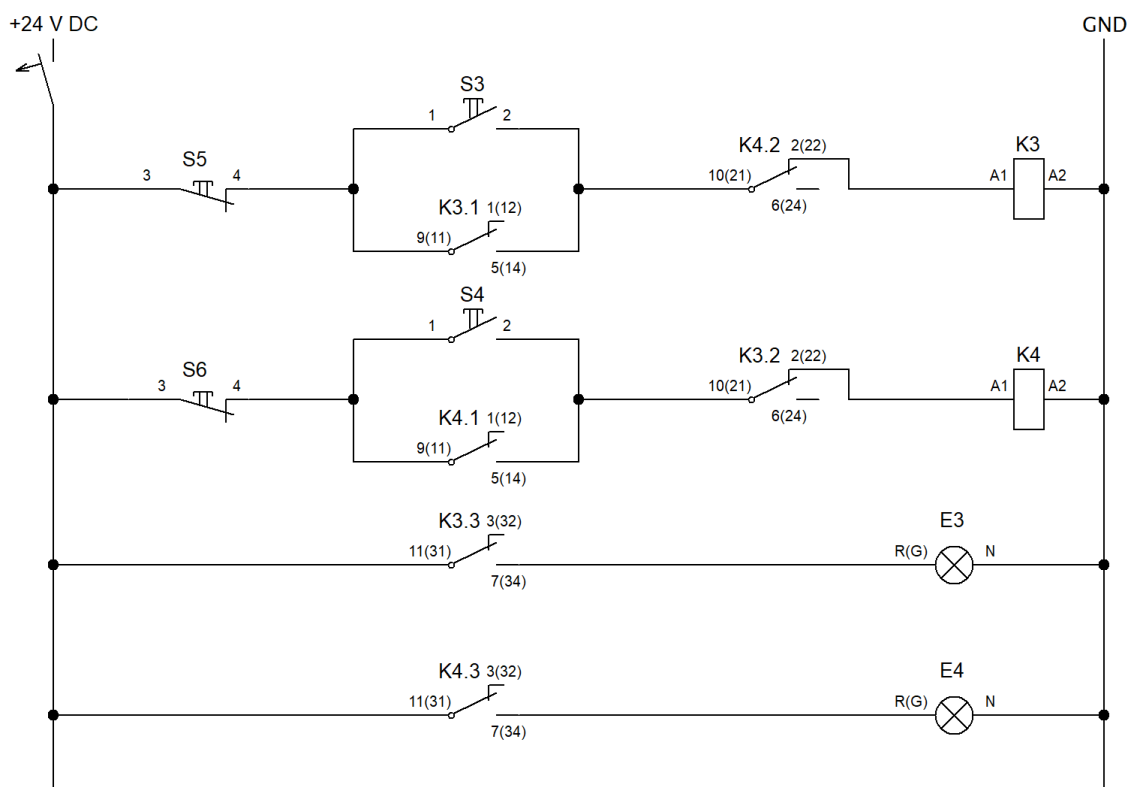 +24 V DC
GND
S3
1
2
S5
3
4
K4.2
2(22)
10(21)
6(24)
K3
A1
A2
K3.1
1(12)
9(11)
5(14)
S4
1
2
S6
3
4
K3.2
2(22)
10(21)
6(24)
K4
A1
A2
K4.1
1(12)
9(11)
5(14)
K3.3
3(32)
11(31)
7(34)
E3
R(G)
N
K4.3
3(32)
11(31)
7(34)
E4
R(G)
N